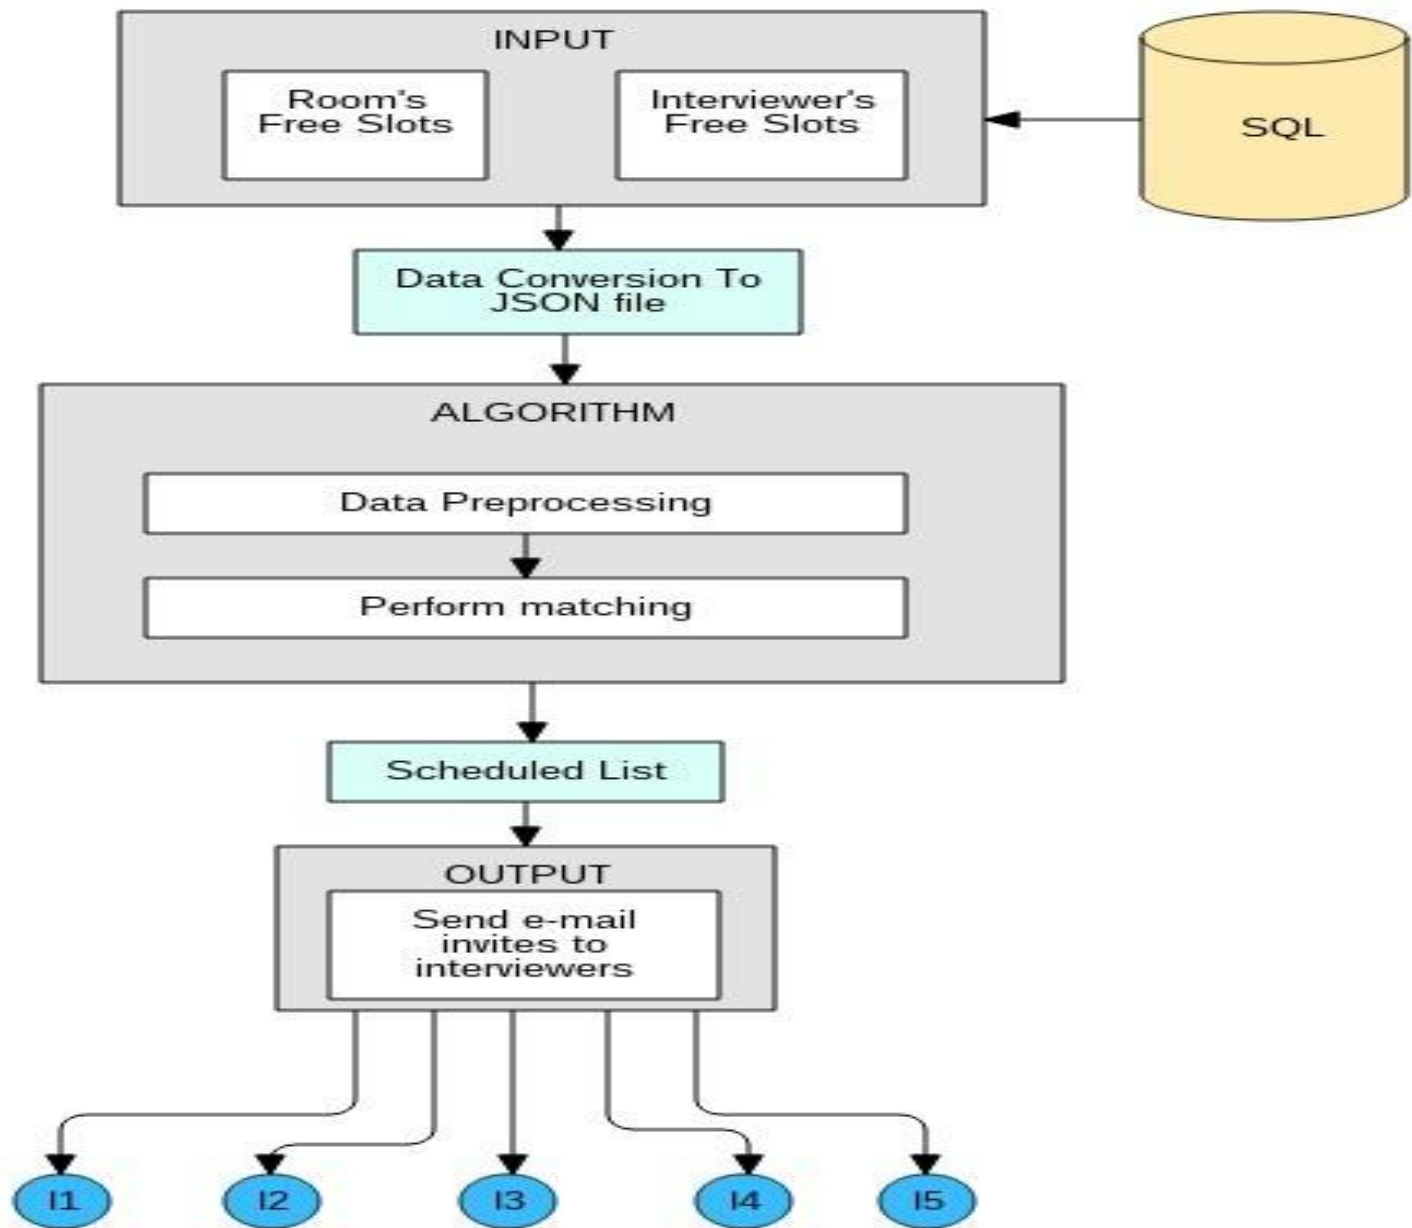 INPUT
Room's
Free Slots
Interviewer's
Free Slots
SQL
Data Conversion To
JSON file
ALGORITHM
Data Preprocessing
Perform matching
Scheduled List
OUTPUT
Send e-mail
invites to
interviewers
I1
I2
I3
I4
I5